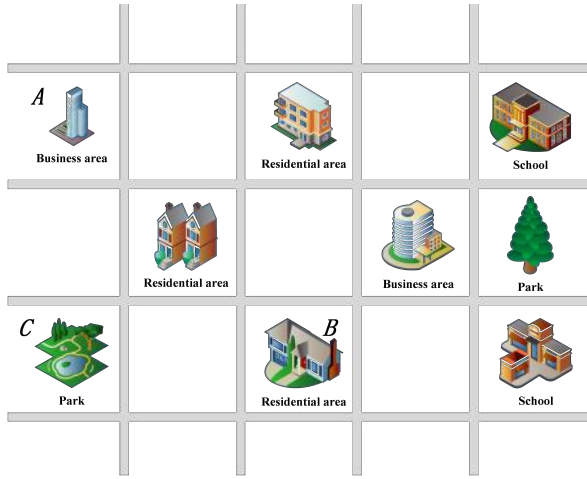 A
Business area
Residential area
School
Residential area
Business area
Park
C
Park
B
Residential area
School